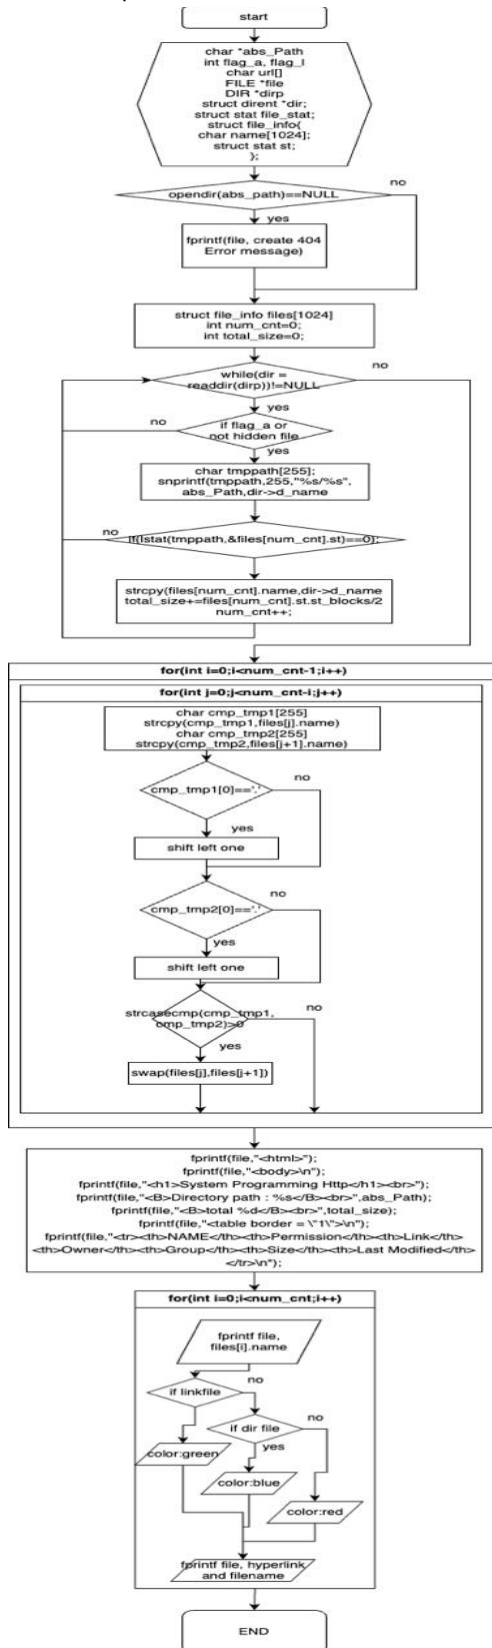 start
char *abs_Path
int flag_a, flag_l
char url[]
FILE *file
DIR *dirp
struct dirent *dir;
struct stat file_stat;
struct file_info{
char name[1024];
struct stat st;
};
no
opendir(abs_path)==NULL
yes
fprintf(file, create 404
Error message)
struct file_info files[1024]
int num_cnt=0;
int total_size=0;
no
while(dir =
readdir(dirp))!=NULL
yes
no
if flag_a or
not hidden file
yes
char tmppath[255];
snprintf(tmppath,255,"%s/%s",
abs_Path,dir->d_name
no
if(lstat(tmppath,&files[num_cnt].st)==0);
strcpy(files[num_cnt].name,dir->d_name
total_size+=files[num_cnt].st.st_blocks/2
num_cnt++;
for(int i=0;i<num_cnt-1;i++)
for(int j=0;j<num_cnt-i;j++)
char cmp_tmp1[255]
strcpy(cmp_tmp1,files[j].name)
char cmp_tmp2[255]
strcpy(cmp_tmp2,files[j+1].name)
no
cmp_tmp1[0]=='.'
yes
shift left one
no
cmp_tmp2[0]=='.'
yes
shift left one
no
strcasecmp(cmp_tmp1,
cmp_tmp2)>0
yes
swap(files[j],files[j+1])
fprintf(file,"<html>");
fprintf(file,"<body>\n");
fprintf(file,"<h1>System Programming Http</h1><br>");
fprintf(file,"<B>Directory path : %s</B><br>",abs_Path);
fprintf(file,"<B>total %d</B><br>",total_size);
fprintf(file,"<table border = \"1\">\n");
fprintf(file,"<tr><th>NAME</th><th>Permission</th><th>Link</th>
<th>Owner</th><th>Group</th><th>Size</th><th>Last Modified</th>
</tr>\n");
for(int i=0;i<num_cnt;i++)
fprintf file,
files[i].name
no
if linkfile
no
if dir file
yes
color:green
color:blue
color:red
fprintf file, hyperlink
and filename
END